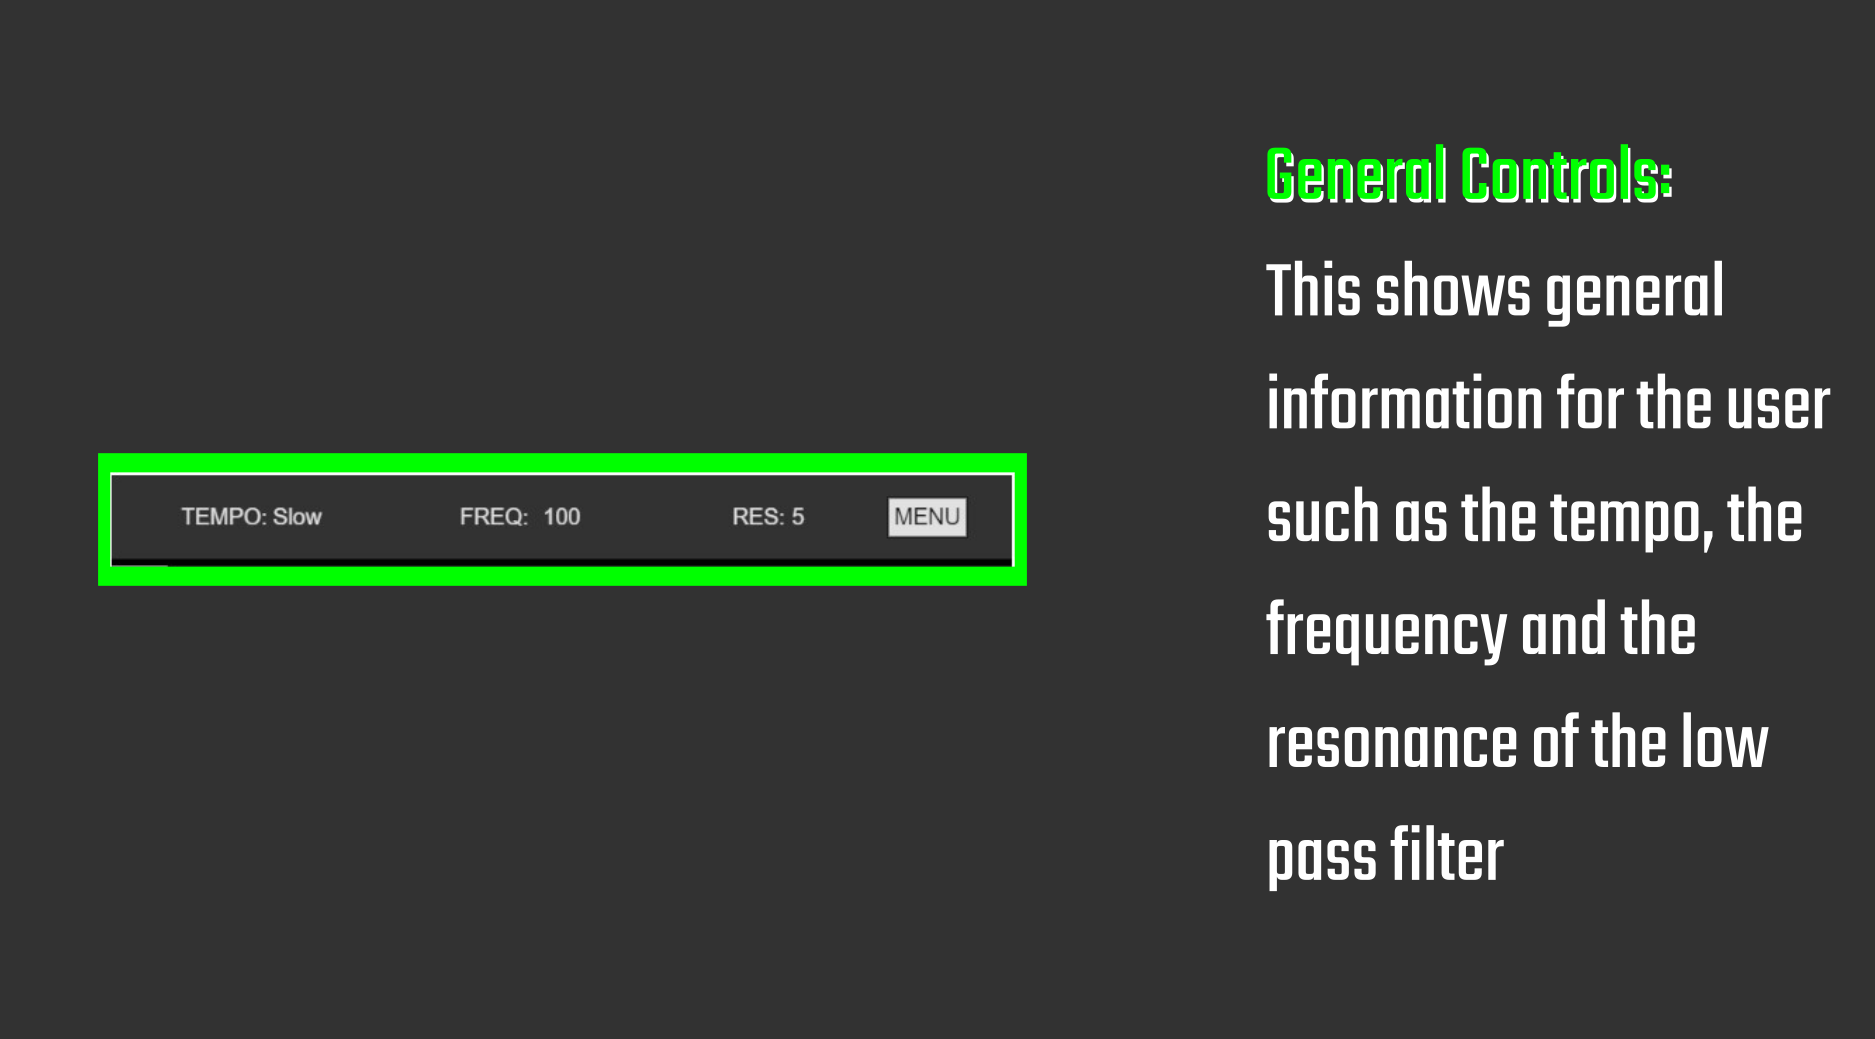 General Controls:
This shows general
information for the user
such as the tempo, the
frequency and the
resonance of the low
pass filter
TEMPO: Slow FREQ: 100 RES: 5 MENU